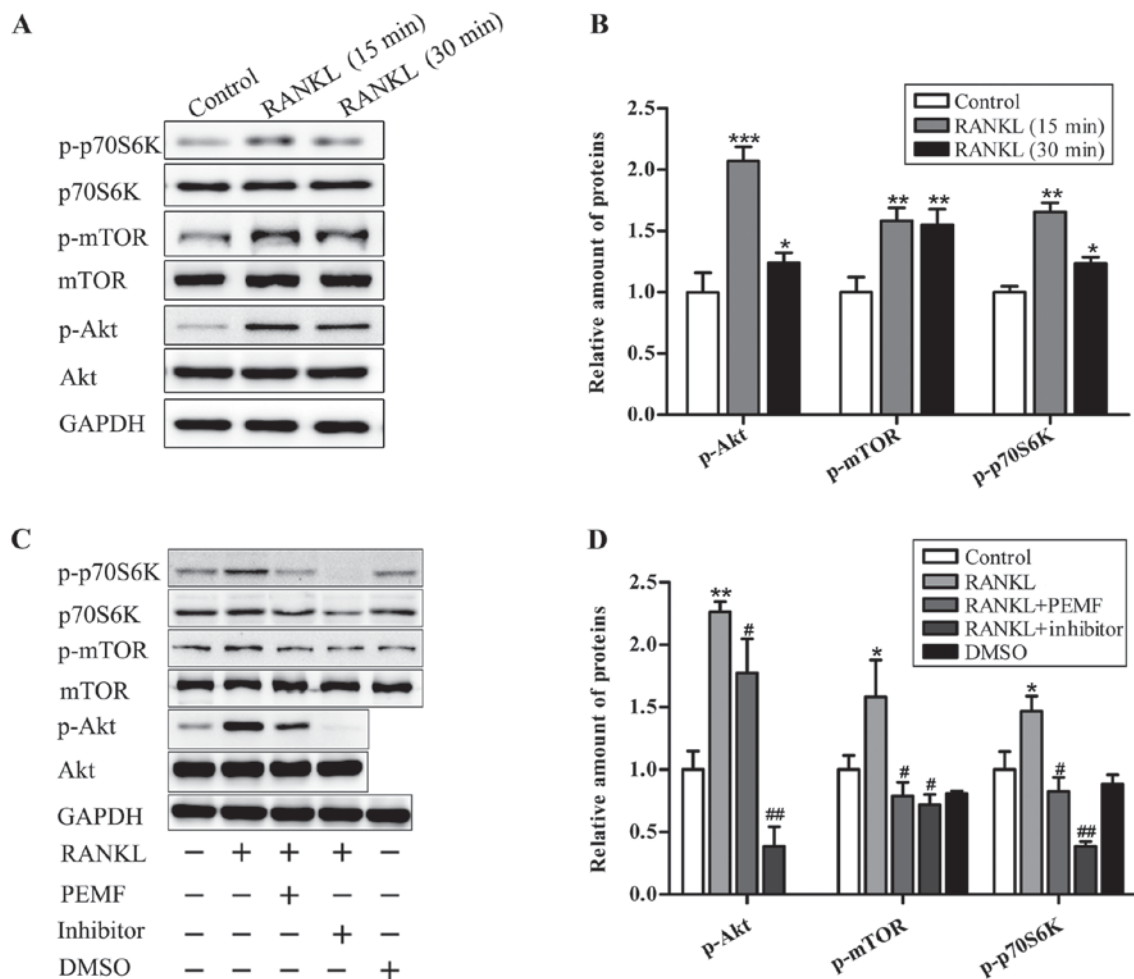 A
Control
RANKL (15 min)
RANKL (30 min)
p-p70S6K
p70S6K
p-mTOR
mTOR
p-Akt
Akt
GAPDH
B
Control
RANKL (15 min)
RANKL (30 min)
Relative amount of proteins
2.5
2.0
1.5
1.0
0.5
0.0
***
*
**
**
**
*
p-Akt
p-mTOR
p-p70S6K
C
p-p70S6K
p70S6K
p-mTOR
mTOR
p-Akt
Akt
GAPDH
RANKL − + + + −
PEMF − − + − −
Inhibitor − − − + −
DMSO − − − − +
D
Control
RANKL
RANKL+PEMF
RANKL+inhibitor
DMSO
Relative amount of proteins
2.5
2.0
1.5
1.0
0.5
0.0
**
#
##
*
#
#
*
#
##
p-Akt
p-mTOR
p-p70S6K